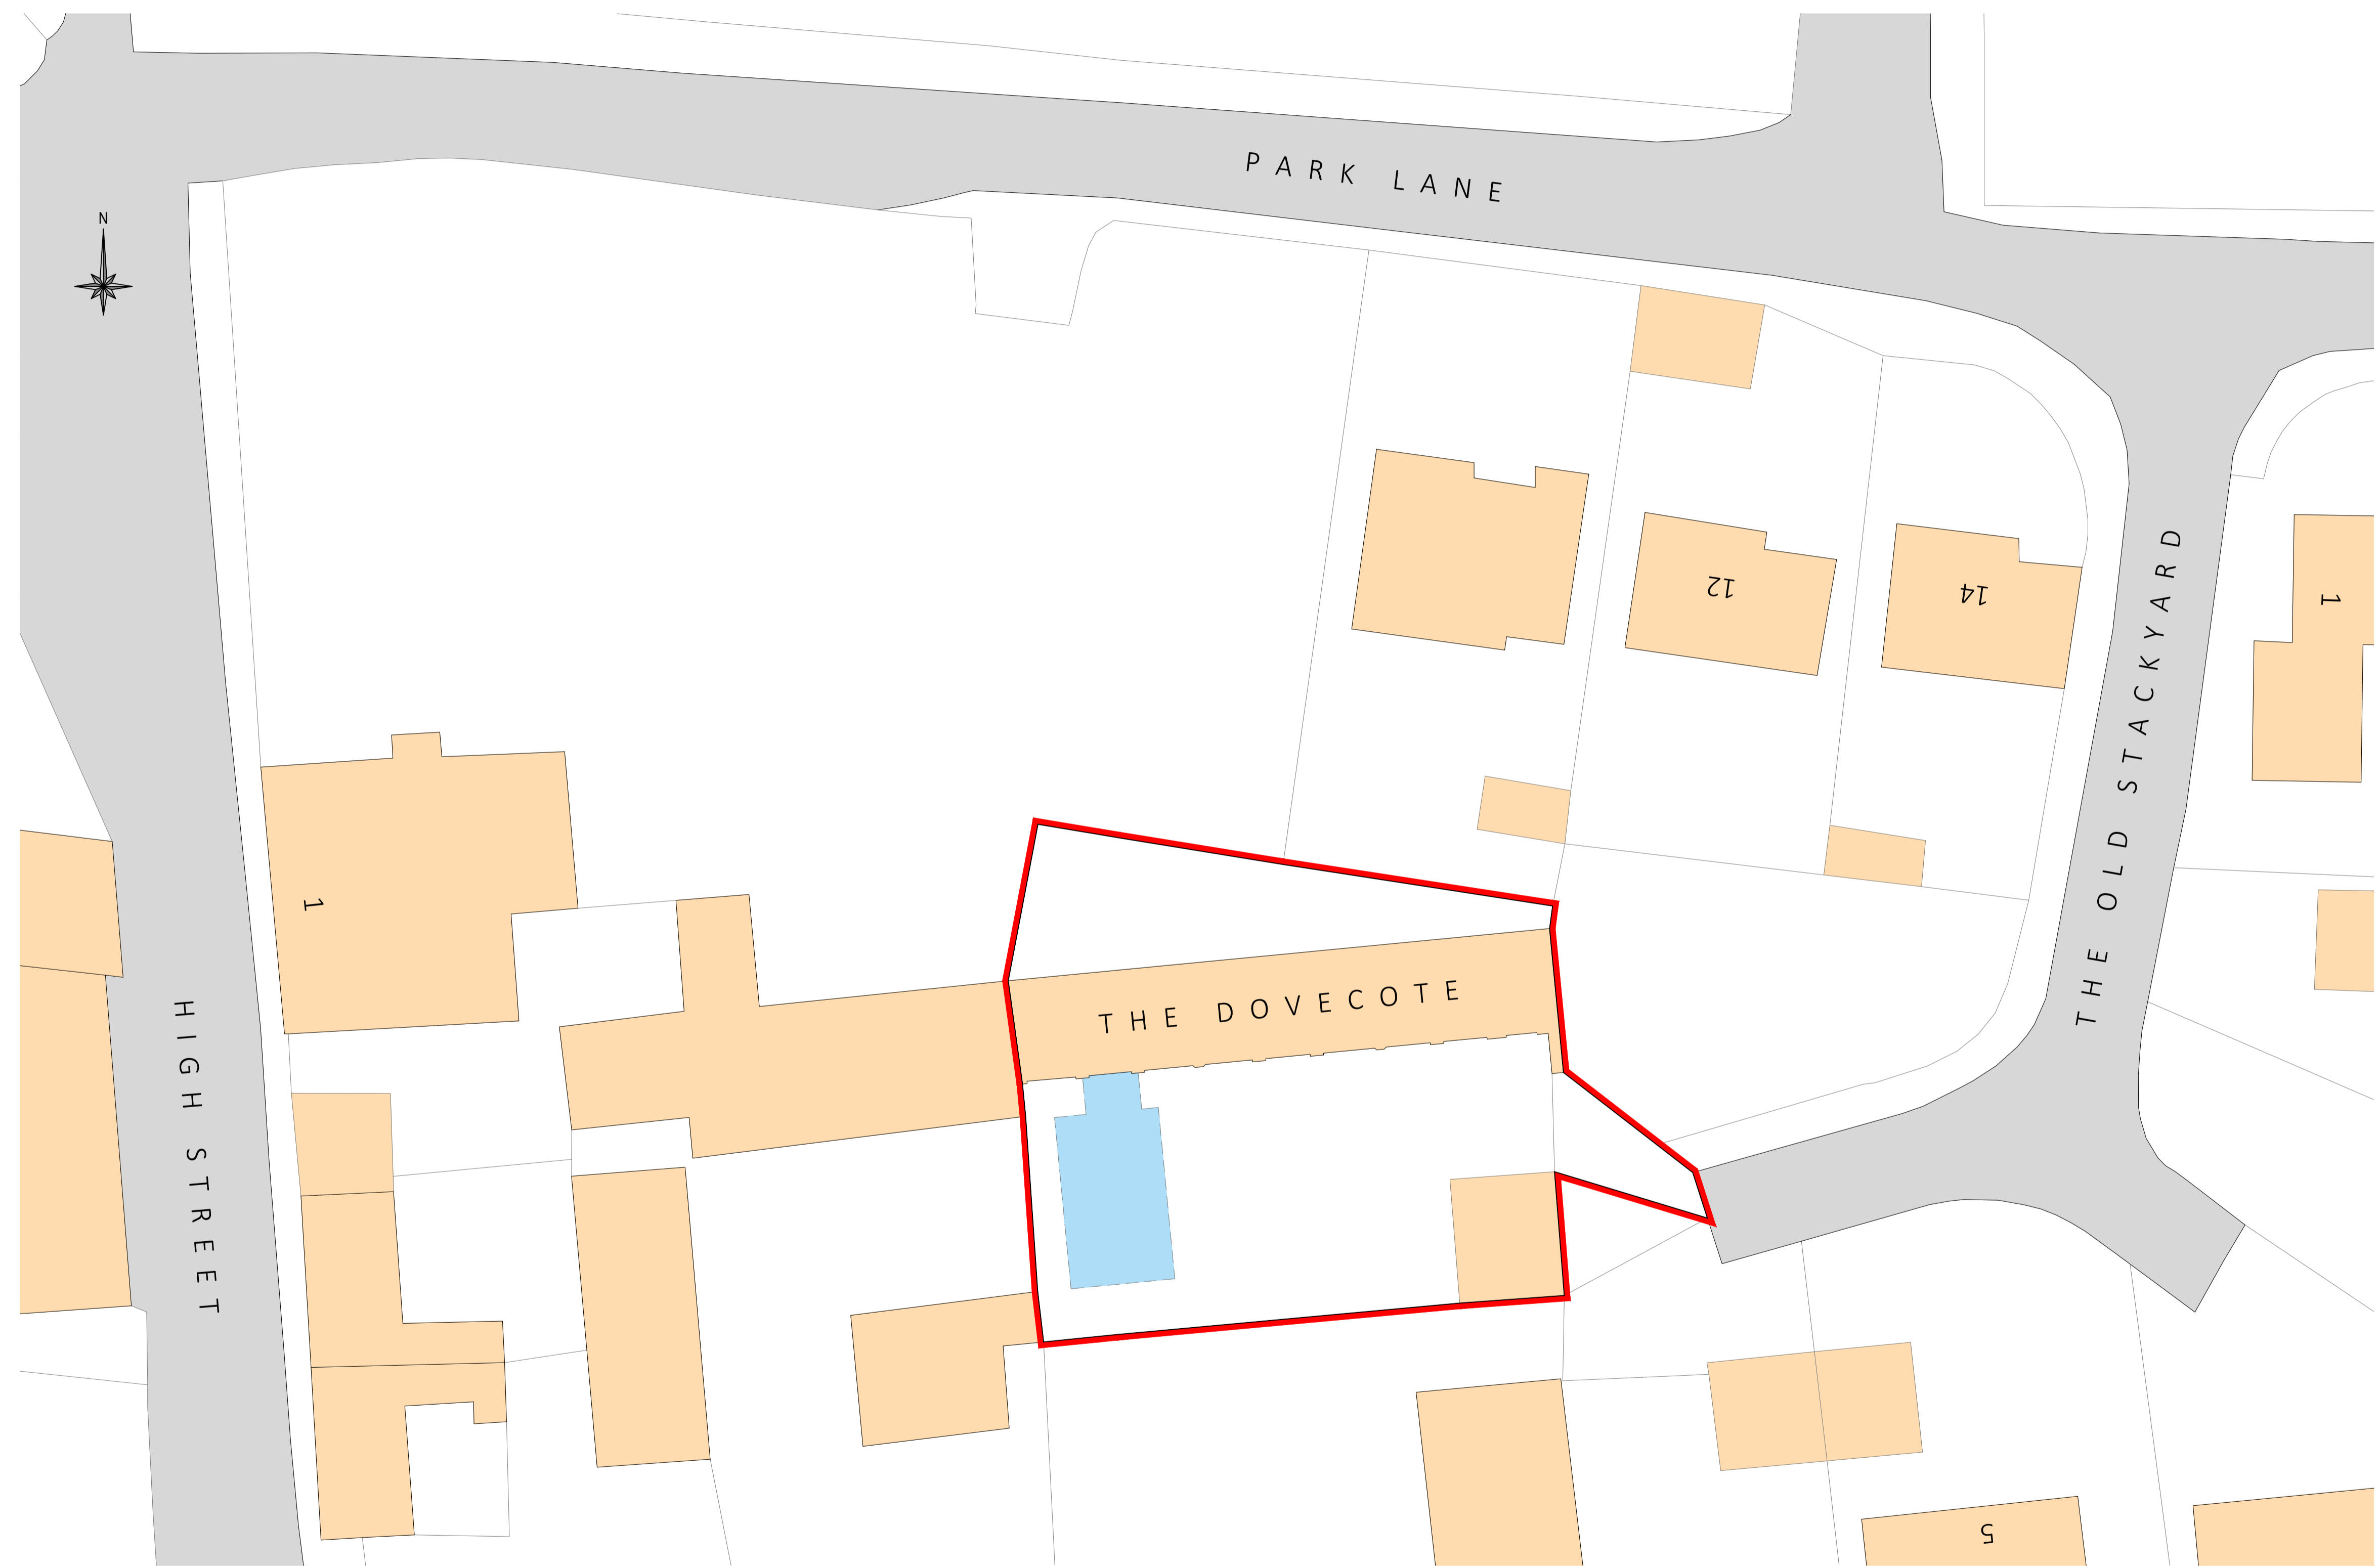 PARK LANE
N
12
14
1
THE OLD STACKYARD
1
THE DOVECOTE
HIGH STREET
5